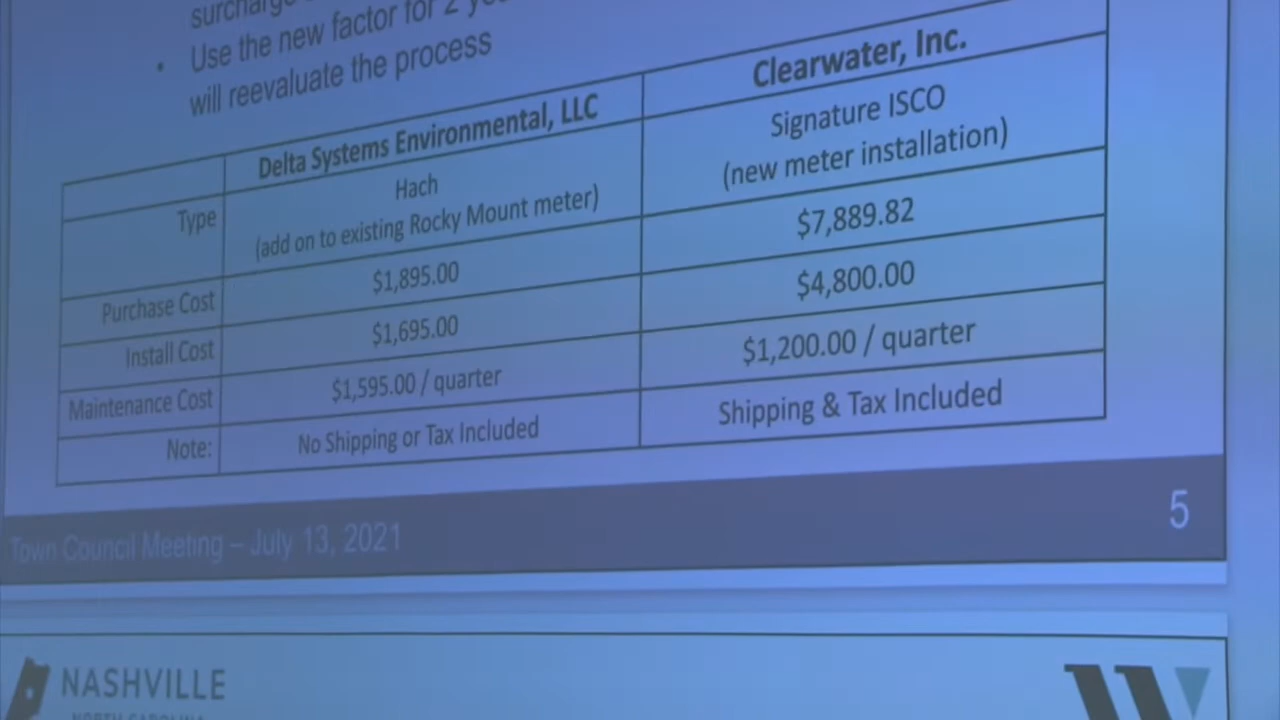 surcharge
• Use the new factor for 2
will reevaluate the process
Delta Systems Environmental, LLC
Clearwater, Inc.
Type
Hach
(add on to existing Rocky Mount meter)
Signature ISCO
(new meter installation)
Purchase Cost
$1,895.00
$7,889.82
Install Cost
$1,695.00
$4,800.00
Maintenance Cost
$1,595.00 / quarter
$1,200.00 / quarter
Note:
No Shipping or Tax Included
Shipping & Tax Included
Town Council Meeting – July 13, 2021
5
NASHVILLE
NORTH CAROLINA
W